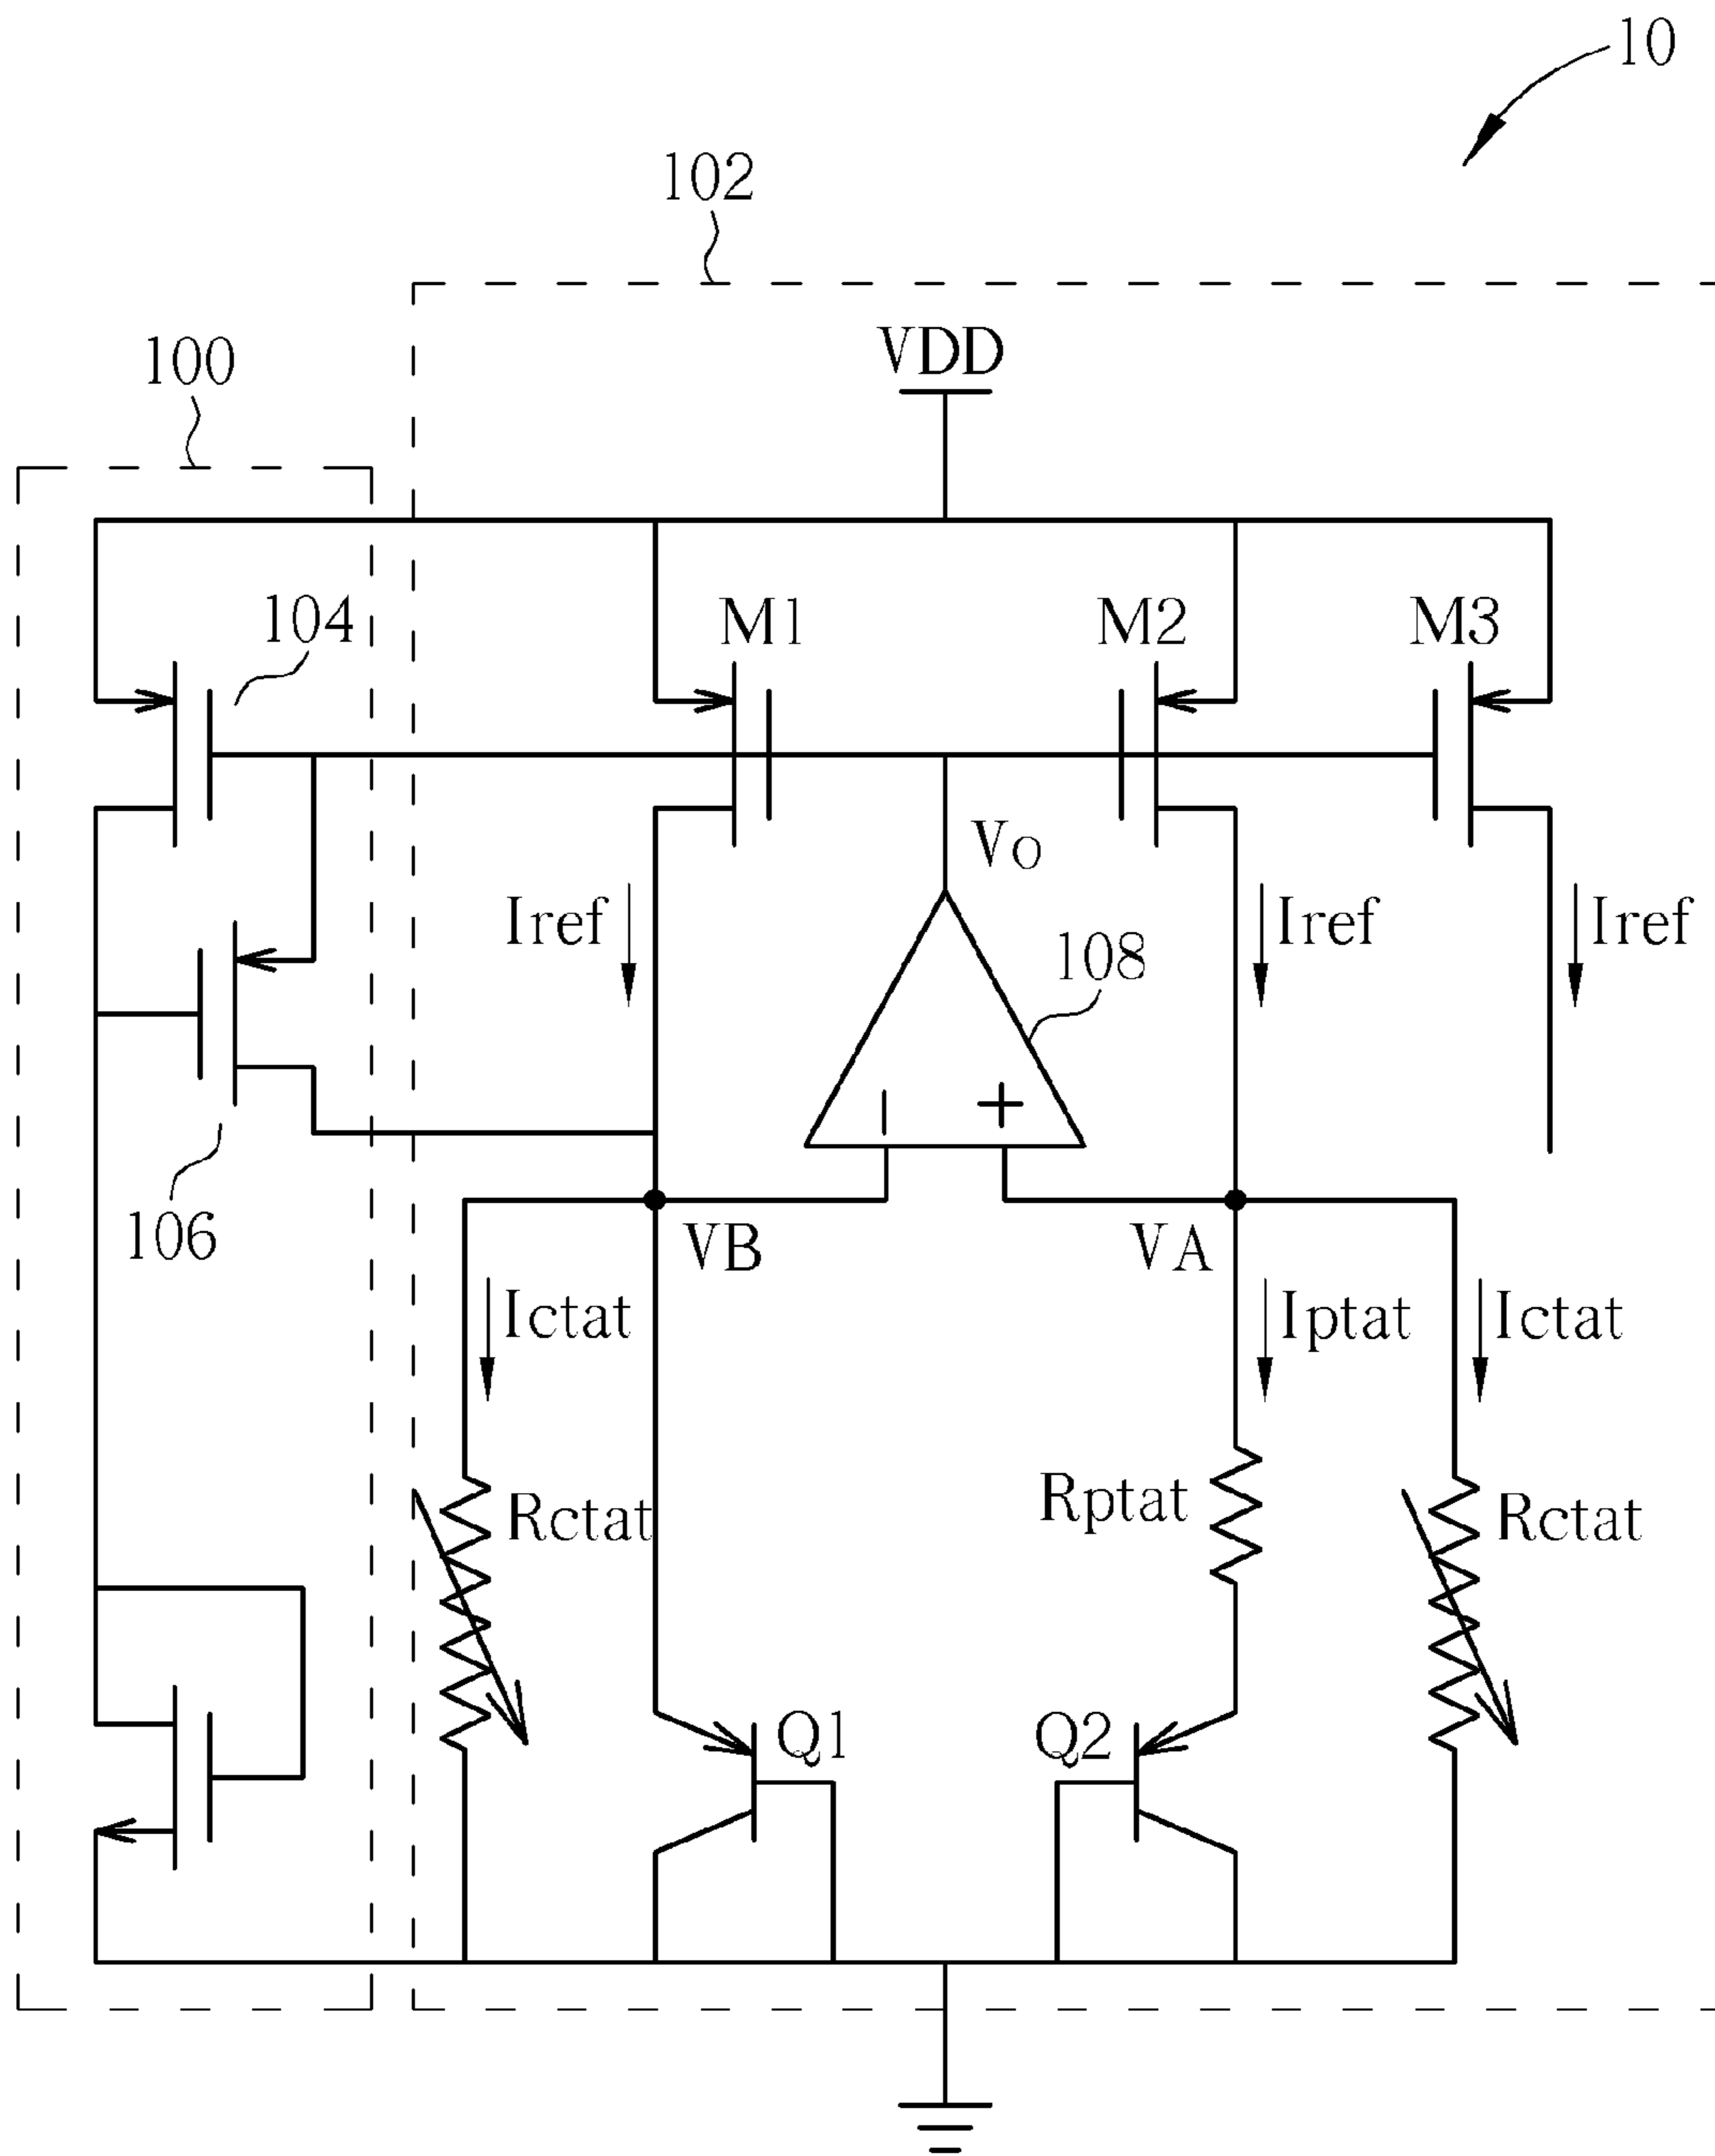 10
102
VDD
100
104
M1
M2
M3
Vo
Iref
Iref
Iref
108
− +
106
VB
VA
Ictat
Iptat
Ictat
Rctat
Rptat
Rctat
Q1
Q2